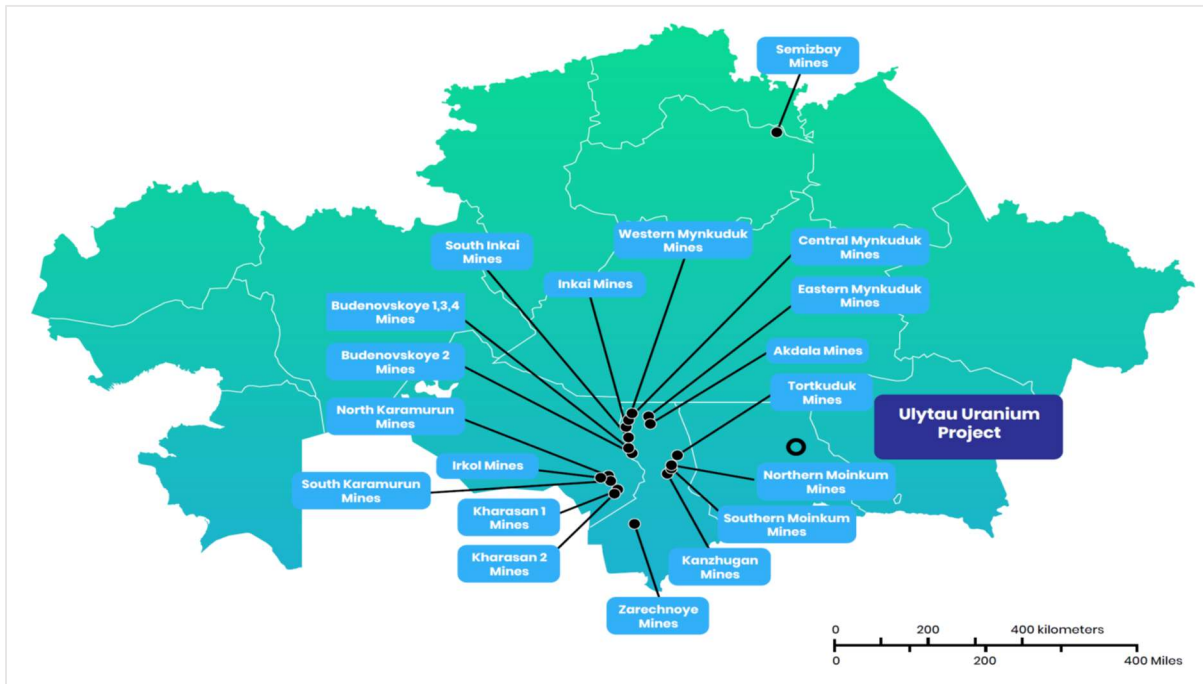 Semizbay
Mines
Western Mynkuduk
Mines
Central Mynkuduk
Mines
South Inkai
Mines
Inkai Mines
Eastern Mynkuduk
Mines
Budenovskoye 1,3,4
Mines
Akdala Mines
Budenovskoye 2
Mines
Tortkuduk
Mines
North Karamurun
Mines
Ulytau Uranium
Project
Irkol Mines
Northern Moinkum
Mines
South Karamurun
Mines
Kharasan 1
Mines
Southern Moinkum
Mines
Kharasan 2
Mines
Kanzhugan
Mines
Zarechnoye
Mines
0 200 400 kilometers
0 200 400 Miles